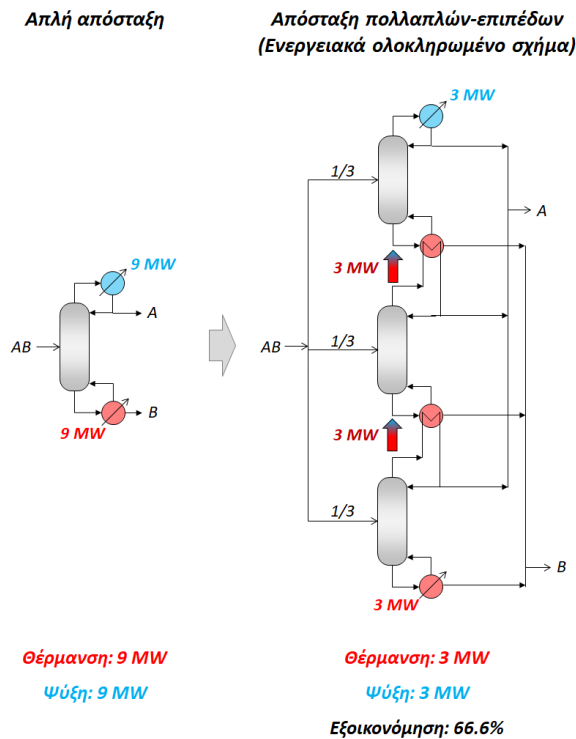 Απλή απόσταξη
Απόσταξη πολλαπλών-επιπέδων
(Ενεργειακά ολοκληρωμένο σχήμα)
3 MW
1/3
A
3 MW
9 MW
A
AB
B
9 MW
AB
1/3
3 MW
1/3
B
3 MW
Θέρμανση: 9 MW
Ψύξη: 9 MW
Θέρμανση: 3 MW
Ψύξη: 3 MW
Εξοικονόμηση: 66.6%